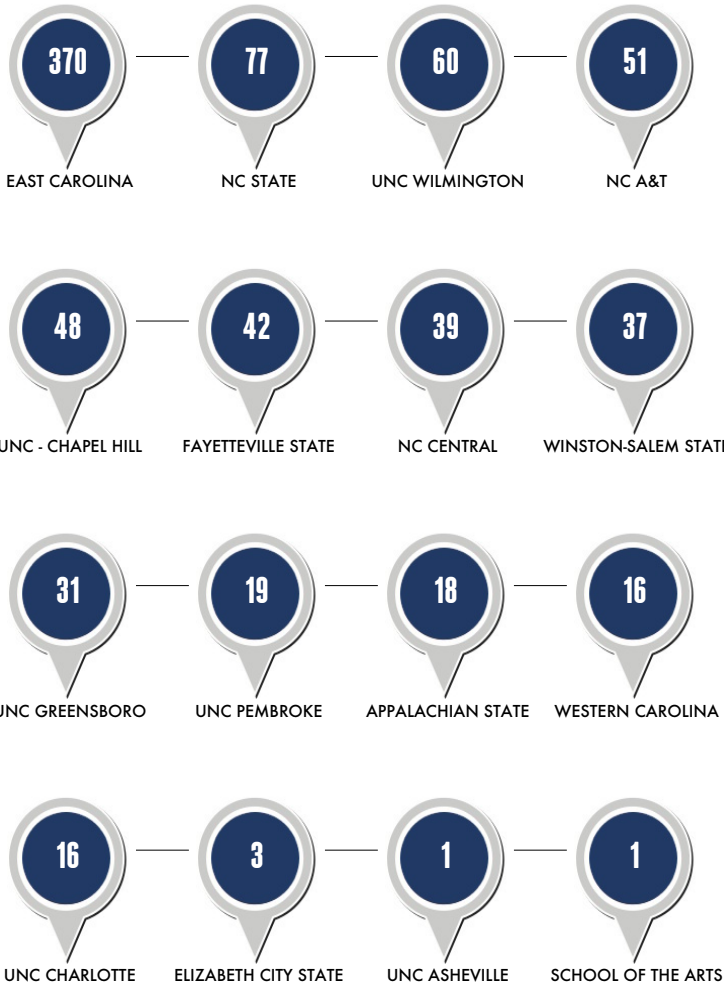 370 77 60 51
EAST CAROLINA NC STATE UNC WILMINGTON NC A&T
48 42 39 37
UNC - CHAPEL HILL FAYETTEVILLE STATE NC CENTRAL WINSTON-SALEM STATE
31 19 18 16
UNC GREENSBORO UNC PEMBROKE APPALACHIAN STATE WESTERN CAROLINA
16 3 1 1
UNC CHARLOTTE ELIZABETH CITY STATE UNC ASHEVILLE SCHOOL OF THE ARTS